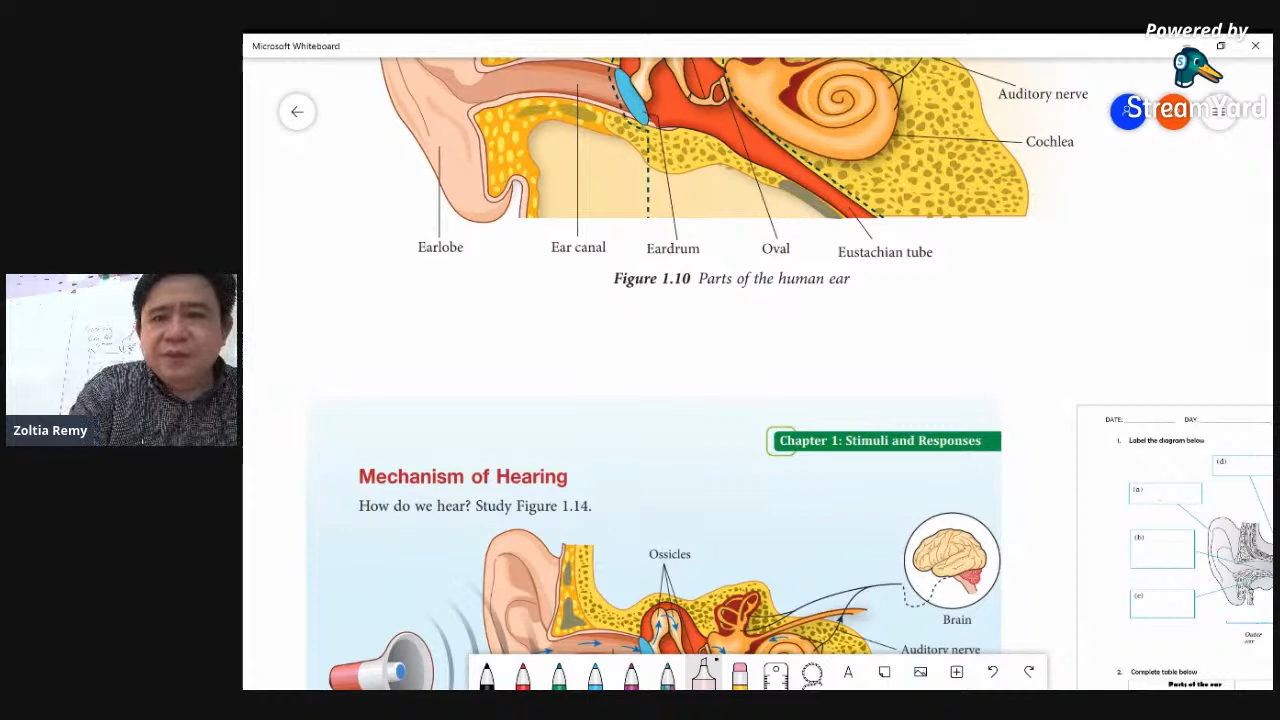 Powered by
StreamYard
Microsoft Whiteboard
Auditory nerve
Cochlea
Earlobe
Ear canal
Eardrum
Oval
Eustachian tube
Figure 1.10 Parts of the human ear
Zoltia Remy
Chapter 1: Stimuli and Responses
Mechanism of Hearing
How do we hear? Study Figure 1.14.
Ossicles
Brain
Auditory nerve
DATE:____________ DAY:
1. Label the diagram below
(d)
(a)
(b)
(c)
Outer
ear
2. Complete table below
Parts of the ear
A